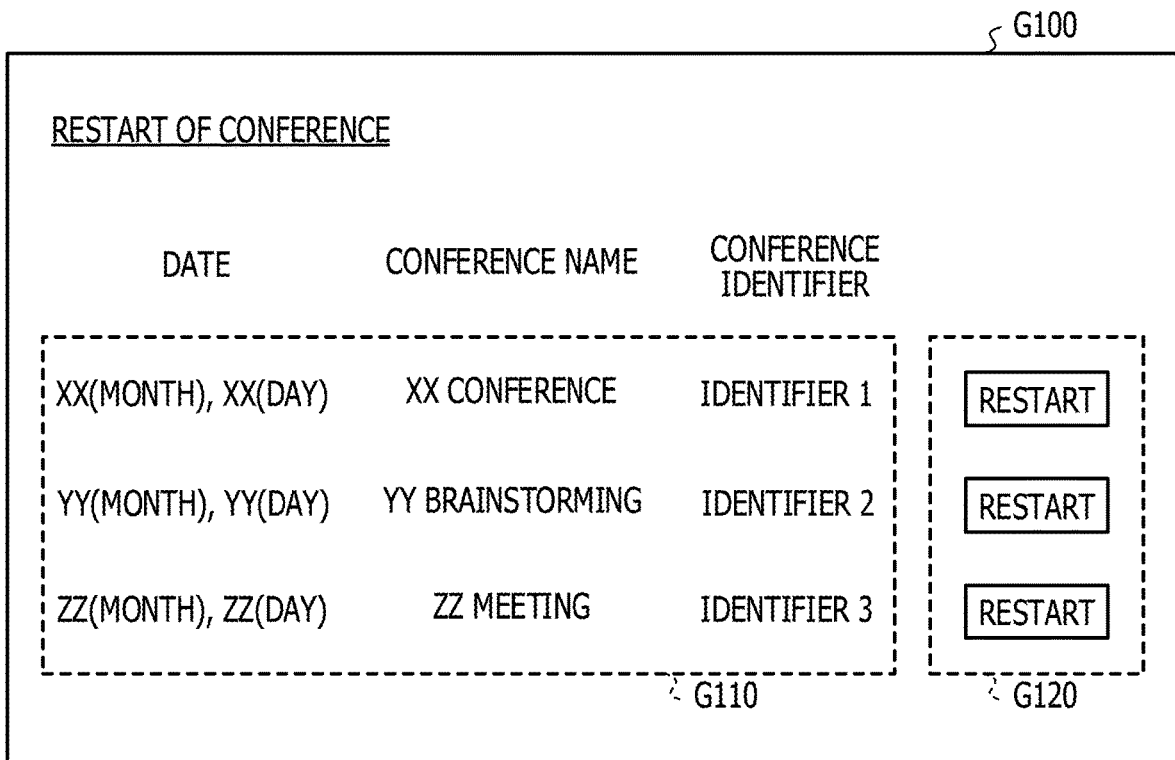 G100
RESTART OF CONFERENCE
DATE CONFERENCE NAME CONFERENCE
IDENTIFIER
XX(MONTH), XX(DAY) XX CONFERENCE IDENTIFIER 1 RESTART
YY(MONTH), YY(DAY) YY BRAINSTORMING IDENTIFIER 2 RESTART
ZZ(MONTH), ZZ(DAY) ZZ MEETING IDENTIFIER 3 RESTART
G110 G120